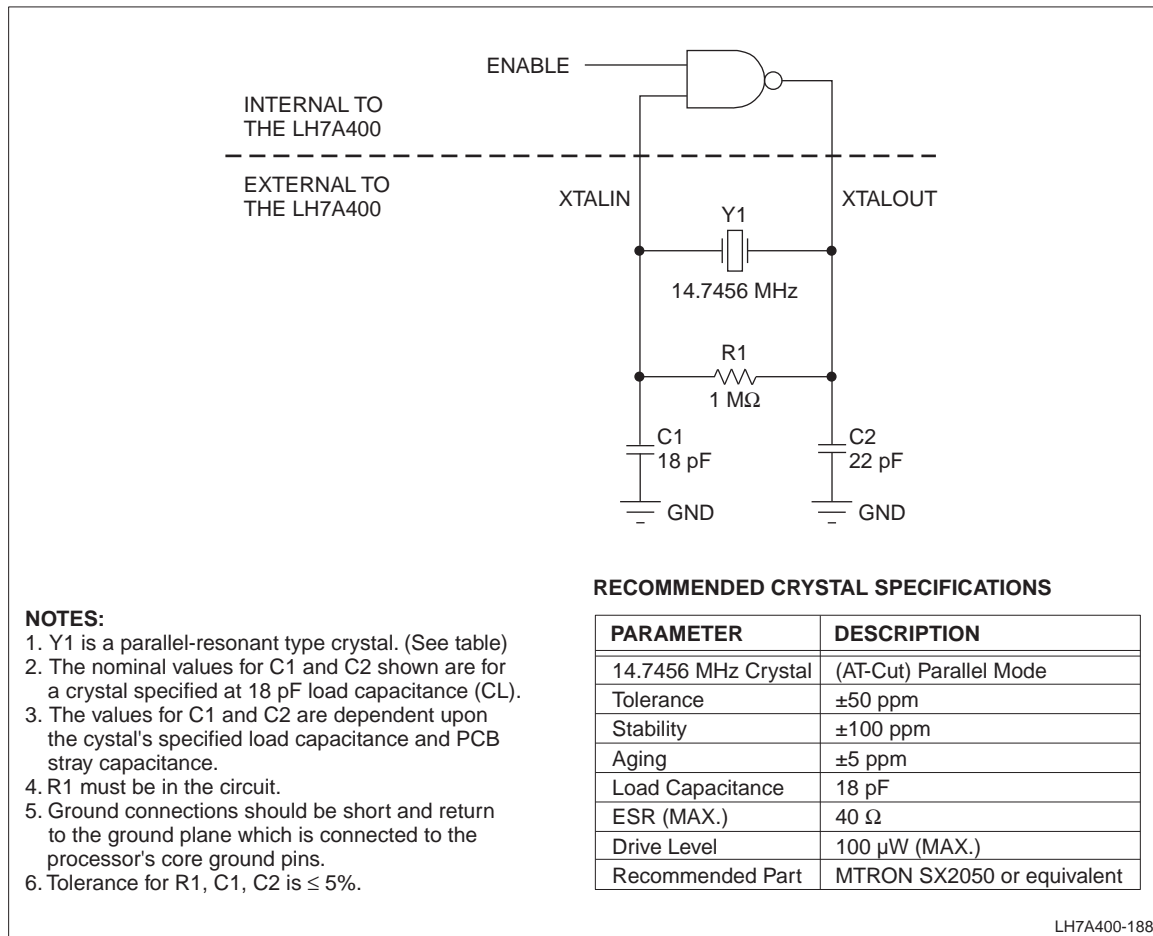 ENABLE
INTERNAL TO
THE LH7A400
EXTERNAL TO
THE LH7A400
XTALIN
XTALOUT
Y1
14.7456 MHz
R1
1 MΩ
C1
18 pF
C2
22 pF
GND
GND
NOTES:
1. Y1 is a parallel-resonant type crystal. (See table)
2. The nominal values for C1 and C2 shown are for
a crystal specified at 18 pF load capacitance (CL).
3. The values for C1 and C2 are dependent upon
the cystal's specified load capacitance and PCB
stray capacitance.
4. R1 must be in the circuit.
5. Ground connections should be short and return
to the ground plane which is connected to the
processor's core ground pins.
6. Tolerance for R1, C1, C2 is ≤ 5%.
RECOMMENDED CRYSTAL SPECIFICATIONS
PARAMETER DESCRIPTION
14.7456 MHz Crystal (AT-Cut) Parallel Mode
Tolerance ±50 ppm
Stability ±100 ppm
Aging ±5 ppm
Load Capacitance 18 pF
ESR (MAX.) 40 Ω
Drive Level 100 µW (MAX.)
Recommended Part MTRON SX2050 or equivalent
LH7A400-188